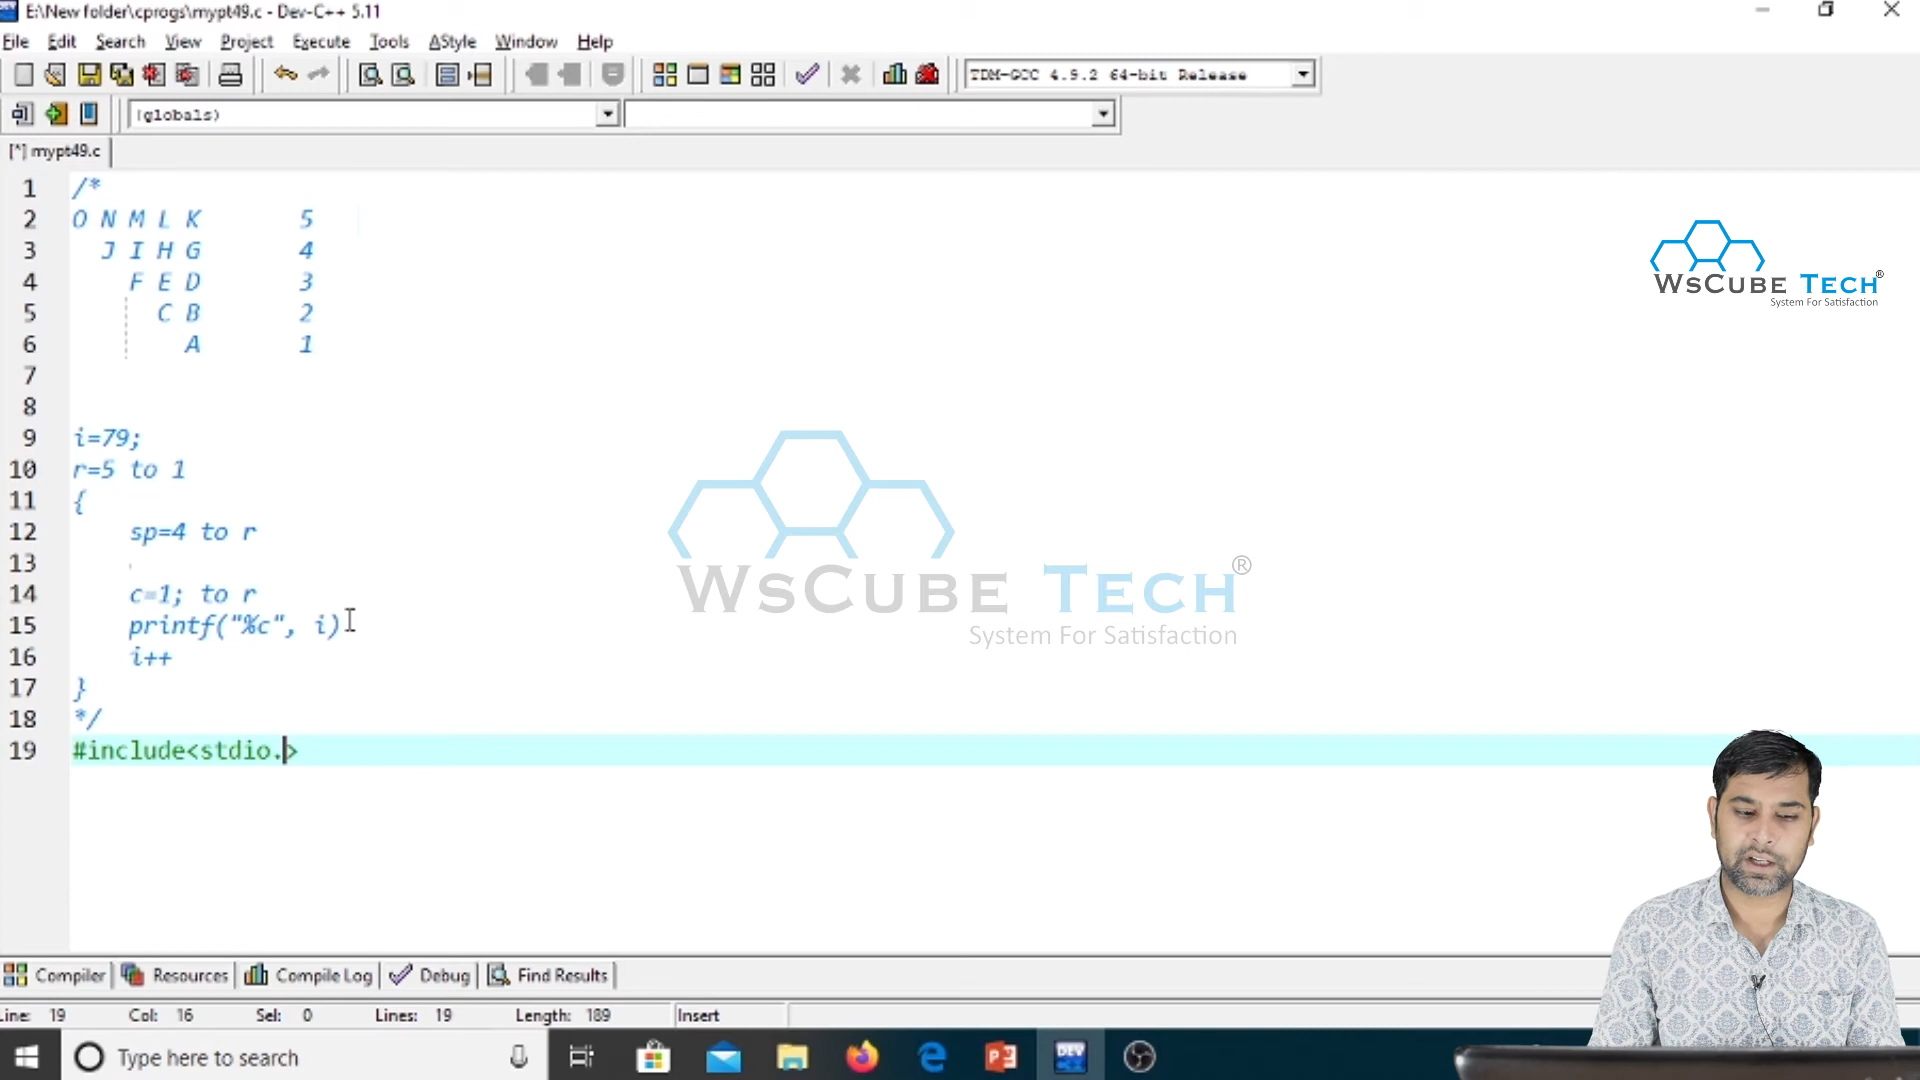 E:\New folder\cprogs\mypt49.c - Dev-C++ 5.11
File Edit Search View Project Execute Tools AStyle Window Help
TDM-GCC 4.9.2 64-bit Release
(globals)
[*] mypt49.c
1 /*
2 O N M L K 5
3 J I H G 4
4 F E D 3
5 C B 2
6 A 1
7
8
9 i=79;
10 r=5 to 1
11 {
12 sp=4 to r
13
14 c=1; to r
15 printf("%c", i)
16 i++
17 }
18 */
19 #include<stdio.>
WsCube Tech®
System For Satisfaction
WsCube Tech®
System For Satisfaction
Compiler Resources Compile Log Debug Find Results
Line: 19 Col: 16 Sel: 0 Lines: 19 Length: 189 Insert
Type here to search
DEV